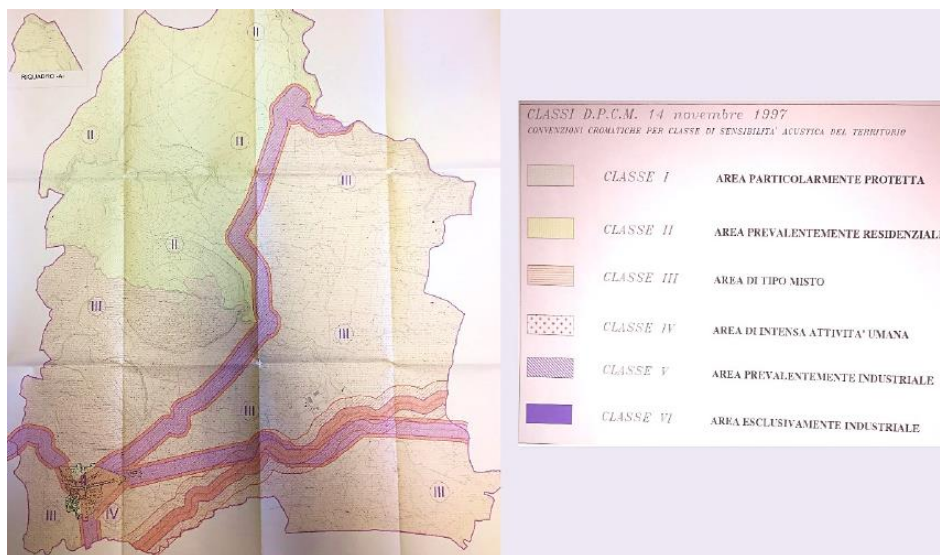 RIQUADRO «A»
II
II
II
III
II
III
III
III
III
III
IV
CLASSI D.P.C.M. 14 novembre 1997
CONVENZIONI CROMATICHE PER CLASSE DI SENSIBILITA' ACUSTICA DEL TERRITORIO
CLASSE I AREA PARTICOLARMENTE PROTETTA
CLASSE II AREA PREVALENTEMENTE RESIDENZIALE
CLASSE III AREA DI TIPO MISTO
CLASSE IV AREA DI INTENSA ATTIVITA' UMANA
CLASSE V AREA PREVALENTEMENTE INDUSTRIALE
CLASSE VI AREA ESCLUSIVAMENTE INDUSTRIALE